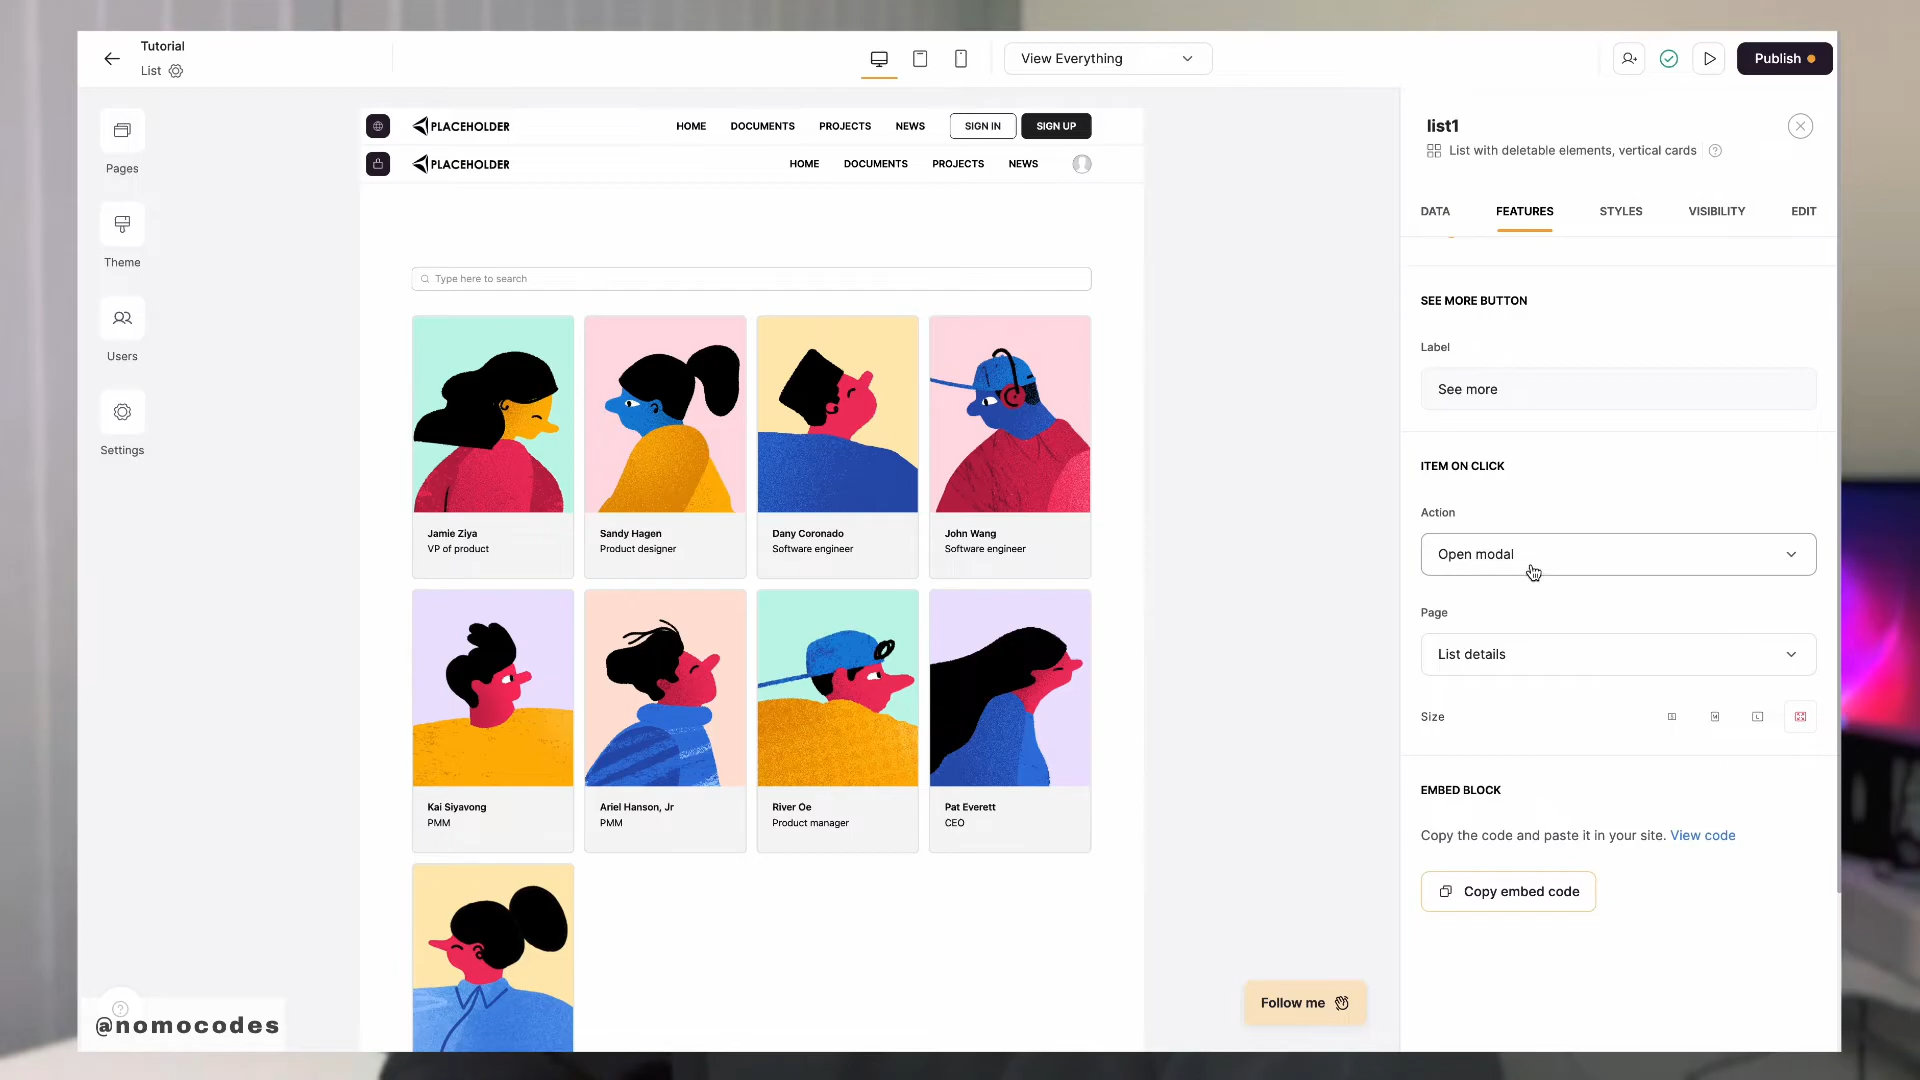 Tutorial
List
View Everything
Publish
Pages
Theme
Users
Settings
PLACEHOLDER
HOME DOCUMENTS PROJECTS NEWS SIGN IN SIGN UP
PLACEHOLDER
HOME DOCUMENTS PROJECTS NEWS
Type here to search
Jamie Ziya
VP of product
Sandy Hagen
Product designer
Dany Coronado
Software engineer
John Wang
Software engineer
Kai Siyavong
PMM
Ariel Hanson, Jr
PMM
River Oe
Product manager
Pat Everett
CEO
Follow me
@nomocodes
list1
List with deletable elements, vertical cards
DATA FEATURES STYLES VISIBILITY EDIT
SEE MORE BUTTON
Label
See more
ITEM ON CLICK
Action
Open modal
Page
List details
Size S M L
EMBED BLOCK
Copy the code and paste it in your site. View code
Copy embed code